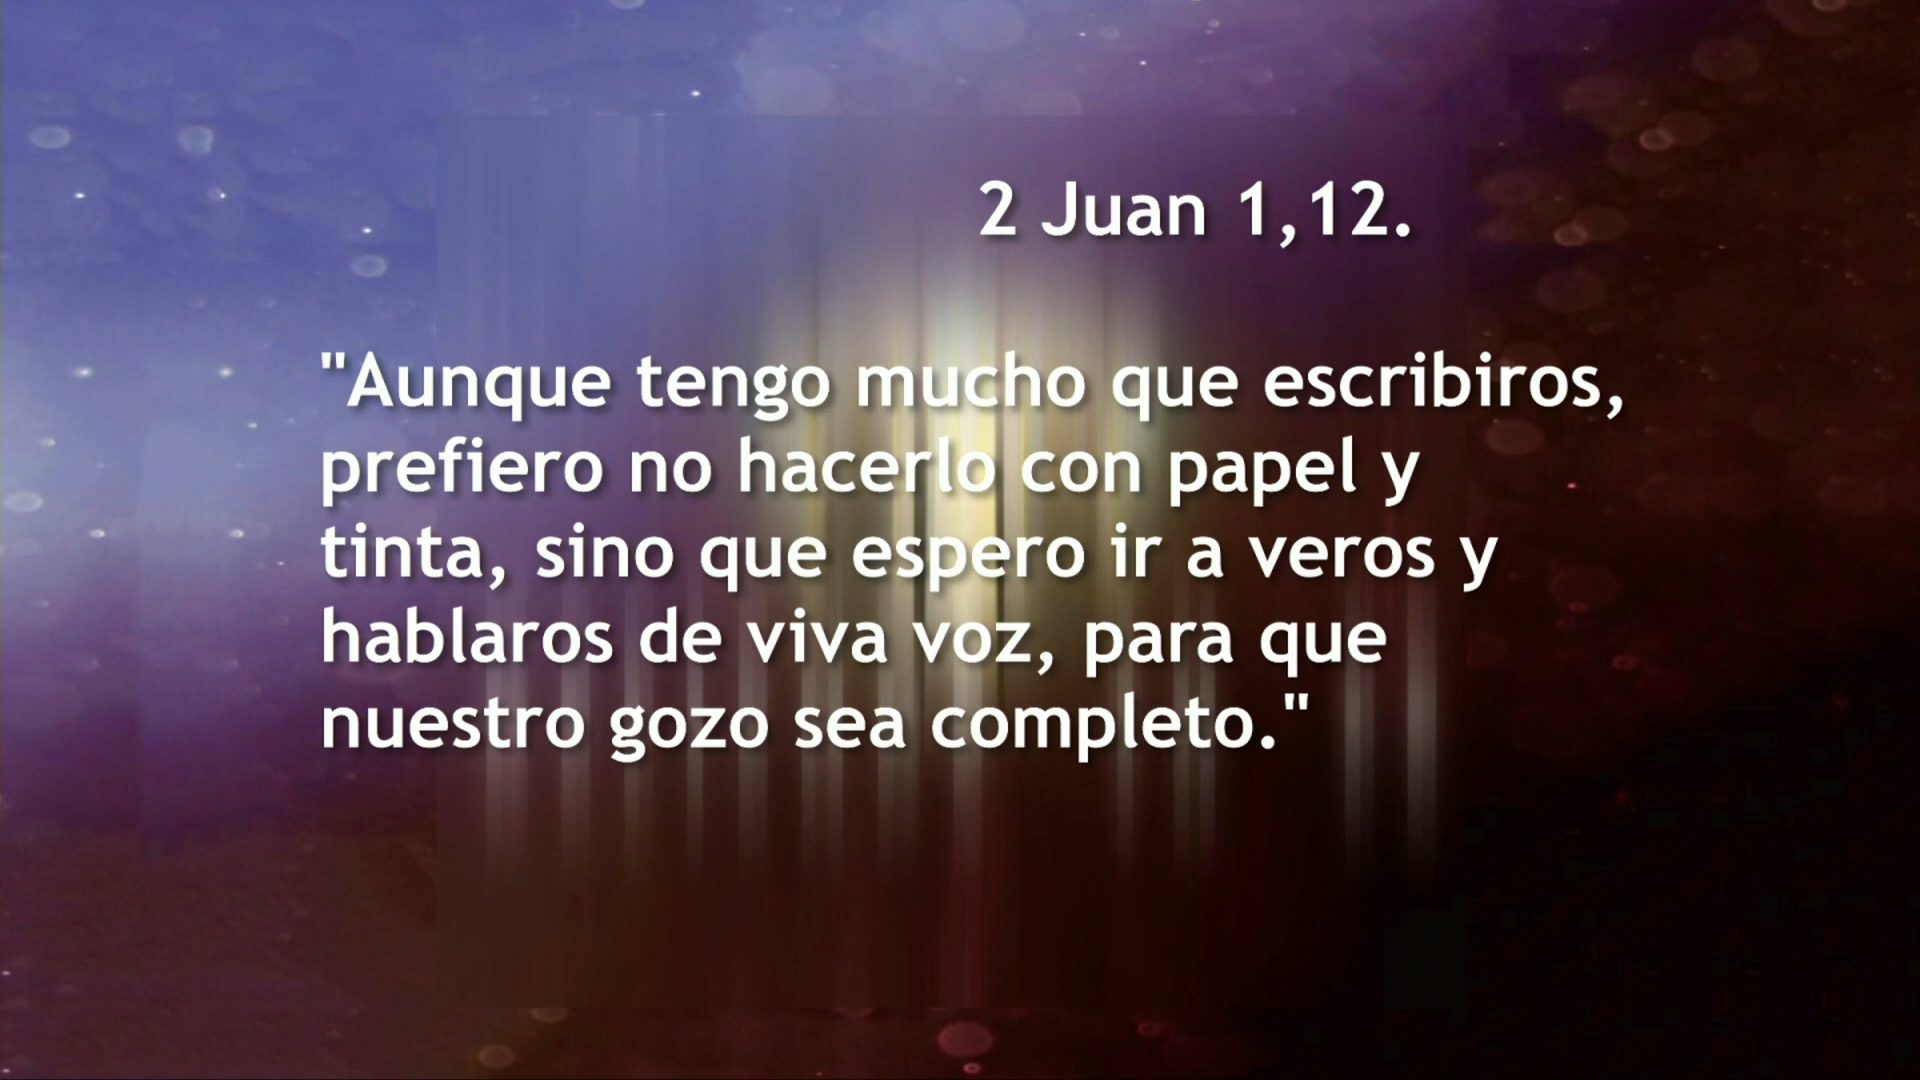 2 Juan 1,12.
"Aunque tengo mucho que escribiros,
prefiero no hacerlo con papel y
tinta, sino que espero ir a veros y
hablaros de viva voz, para que
nuestro gozo sea completo."